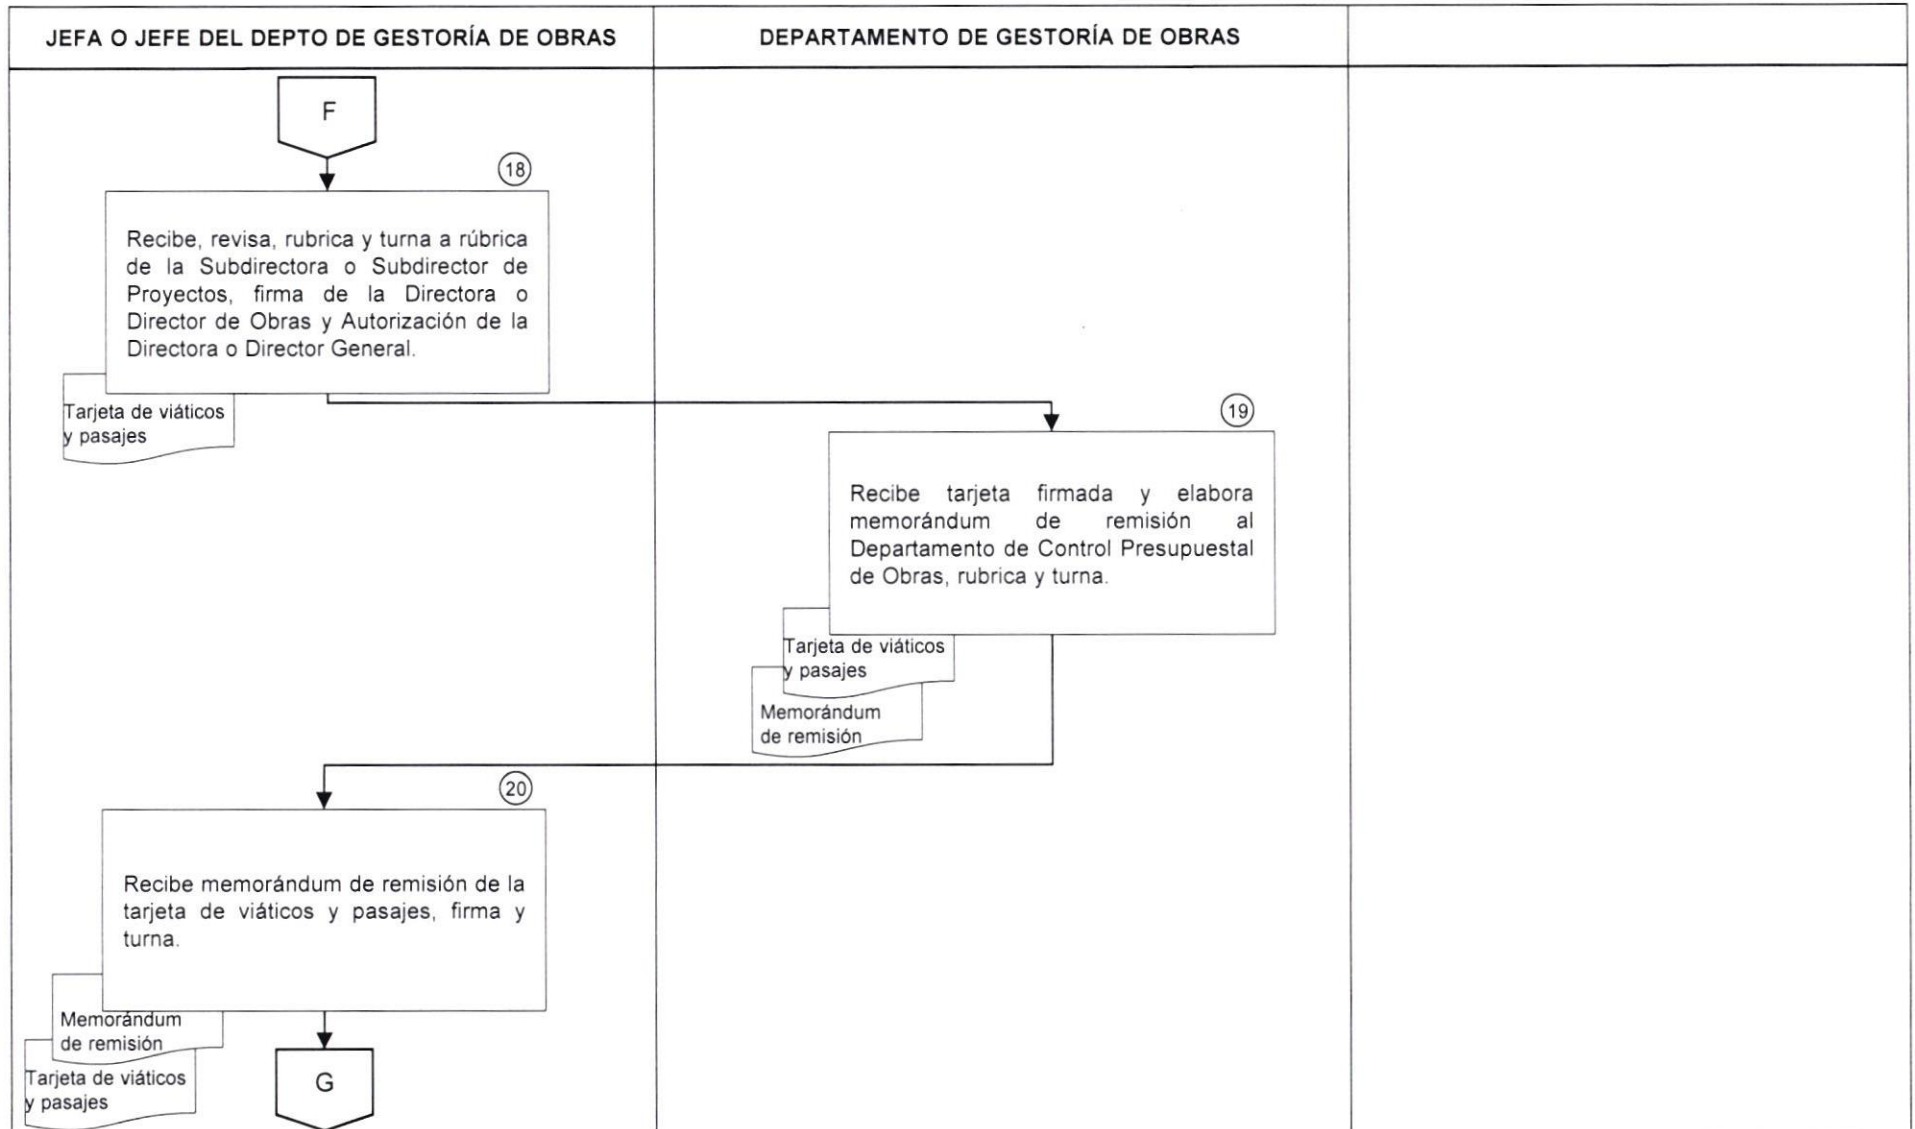 JEFA O JEFE DEL DEPTO DE GESTORÍA DE OBRAS
DEPARTAMENTO DE GESTORÍA DE OBRAS
F
18
Recibe, revisa, rubrica y turna a rúbrica
de la Subdirectora o Subdirector de
Proyectos, firma de la Directora o
Director de Obras y Autorización de la
Directora o Director General.
Tarjeta de viáticos
y pasajes
19
Recibe tarjeta firmada y elabora
memorándum de remisión al
Departamento de Control Presupuestal
de Obras, rubrica y turna.
Tarjeta de viáticos
y pasajes
Memorándum
de remisión
20
Recibe memorándum de remisión de la
tarjeta de viáticos y pasajes, firma y
turna.
Memorándum
de remisión
Tarjeta de viáticos
y pasajes
G